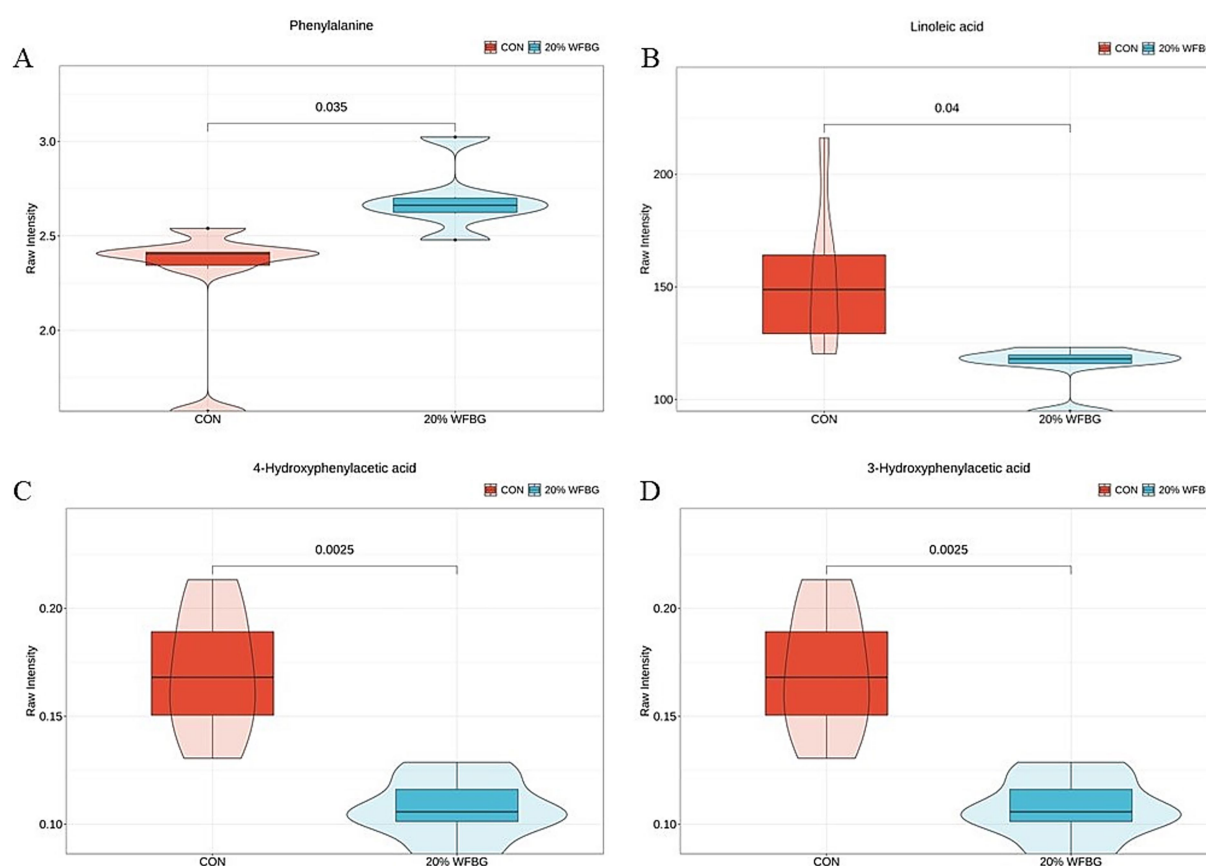 A
Phenylalanine
CON 20% WFBG
0.035
Raw Intensity
3.0
2.5
2.0
CON 20% WFBG
B
Linoleic acid
CON 20% WFBG
0.04
Raw Intensity
200
150
100
CON 20% WFBG
C
4-Hydroxyphenylacetic acid
CON 20% WFBG
0.0025
Raw Intensity
0.20
0.15
0.10
CON 20% WFBG
D
3-Hydroxyphenylacetic acid
CON 20% WFBG
0.0025
Raw Intensity
0.20
0.15
0.10
CON 20% WFBG